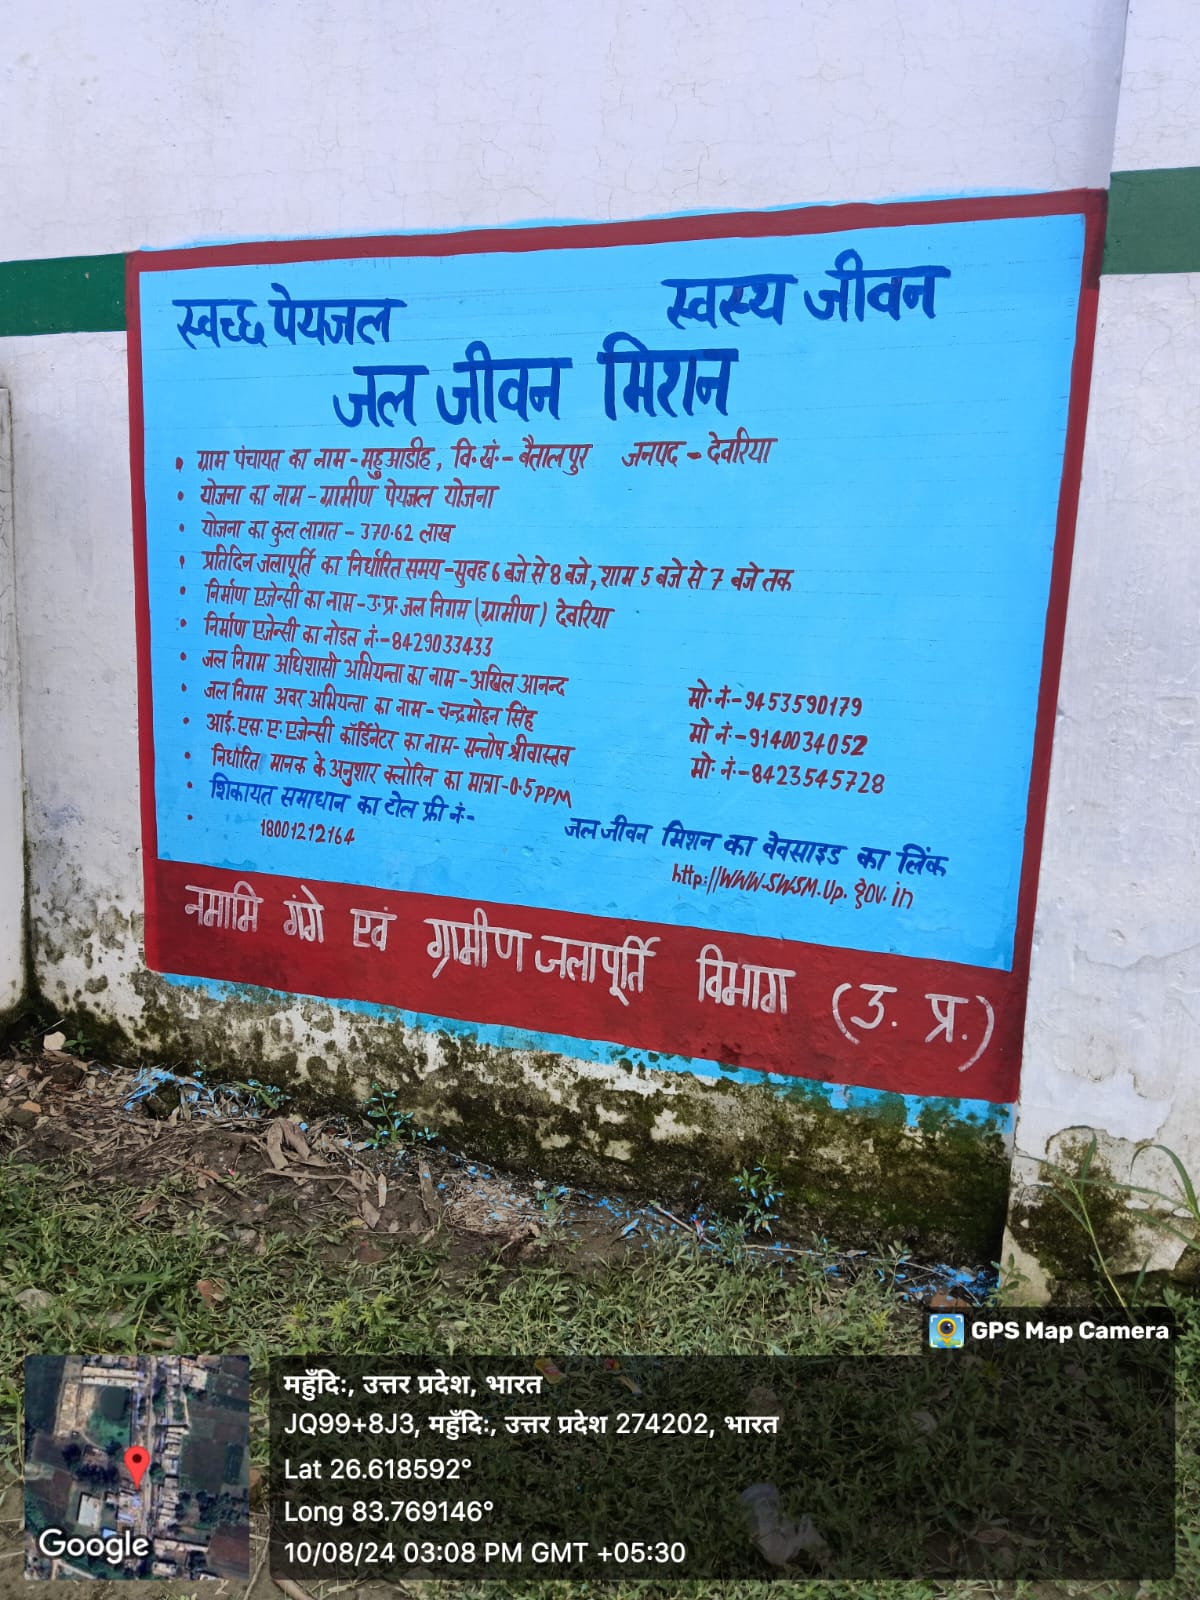 स्वच्छ पेयजल स्वस्थ जीवन
जल जीवन मिशन
• ग्राम पंचायत का नाम - महुआडीह, वि.खं.- बैतालपुर जनपद - देवरिया
• योजना का नाम - ग्रामीण पेयजल योजना
• योजना का कुल लागत - 370.62 लाख
• प्रतिदिन जलापूर्ति का निर्धारित समय - सुवह 6 बजे से 8 बजे, शाम 5 बजे से 7 बजे तक
• निर्माण एजेन्सी का नाम - उ.प्र. जल निगम (ग्रामीण) देवरिया
• निर्माण एजेन्सी का नोडल नं.- 8429033433
• जल निगम अधिशासी अभियन्ता का नाम - अखिल आनन्द मो.नं.- 9453590179
• जल निगम अवर अभियन्ता का नाम - चन्द्रमोहन सिंह मो नं.- 9140034052
• आई.एस.ए. एजेन्सी कॉर्डिनेटर का नाम - सन्तोष श्रीवास्तव मो. नं.- 8423545728
• निर्धारित मानक के अनुशार क्लोरिन का मात्रा - 0.5 PPM
• शिकायत समाधान का टोल फ्री नं.- जल जीवन मिशन का वेवसाइड का लिंक
• 18001212164 http://WWW.SWSM.Up.gov.in
नमामि गंगे एवं ग्रामीण जलापूर्ति विभाग (उ. प्र.)
GPS Map Camera
महुँदिः, उत्तर प्रदेश, भारत
JQ99+8J3, महुँदिः, उत्तर प्रदेश 274202, भारत
Lat 26.618592°
Long 83.769146°
10/08/24 03:08 PM GMT +05:30
Google